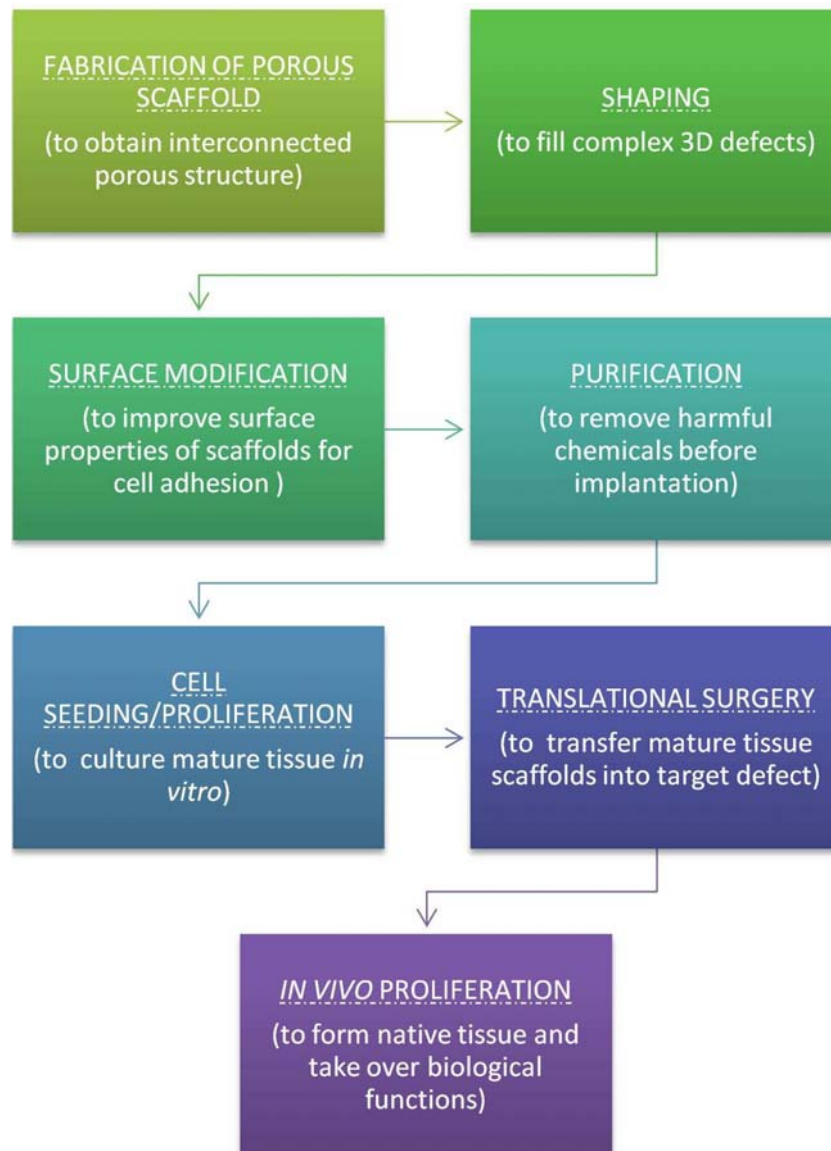 FABRICATION OF POROUS
SCAFFOLD
(to obtain interconnected
porous structure)
SHAPING
(to fill complex 3D defects)
SURFACE MODIFICATION
(to improve surface
properties of scaffolds for
cell adhesion )
PURIFICATION
(to remove harmful
chemicals before
implantation)
CELL
SEEDING/PROLIFERATION
(to culture mature tissue in
vitro)
TRANSLATIONAL SURGERY
(to transfer mature tissue
scaffolds into target defect)
IN VIVO PROLIFERATION
(to form native tissue and
take over biological
functions)